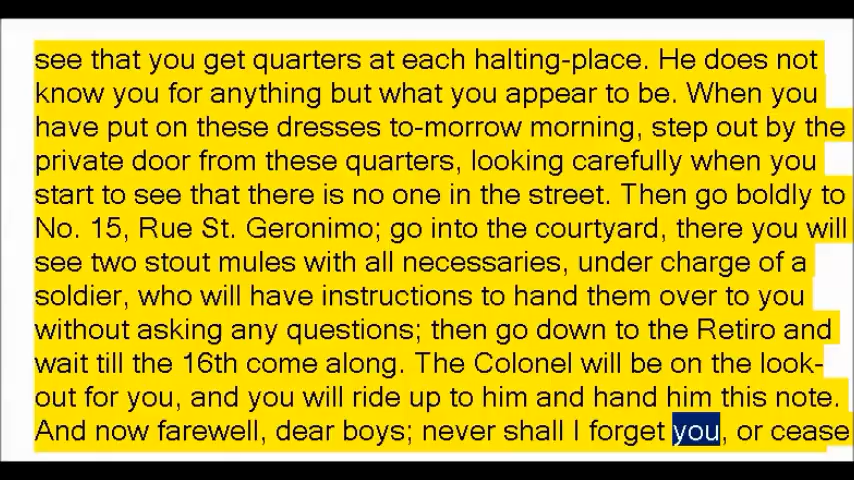 see that you get quarters at each halting-place. He does not
know you for anything but what you appear to be. When you
have put on these dresses to-morrow morning, step out by the
private door from these quarters, looking carefully when you
start to see that there is no one in the street. Then go boldly to
No. 15, Rue St. Geronimo; go into the courtyard, there you will
see two stout mules with all necessaries, under charge of a
soldier, who will have instructions to hand them over to you
without asking any questions; then go down to the Retiro and
wait till the 16th come along. The Colonel will be on the look-
out for you, and you will ride up to him and hand him this note.
And now farewell, dear boys; never shall I forget you, or cease